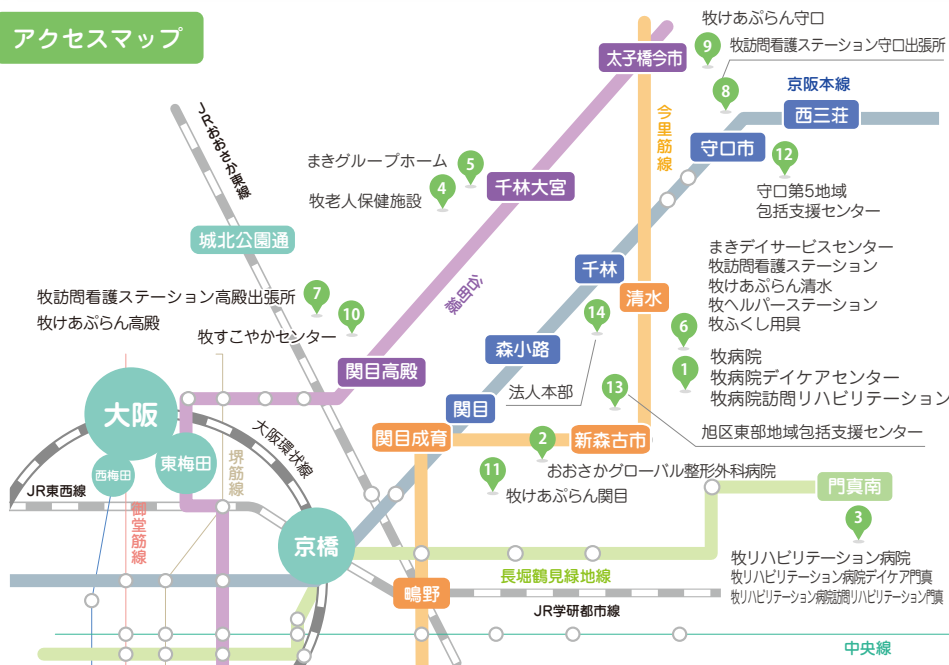 アクセスマップ
牧けあぷらん守口
太子橋今市
牧訪問看護ステーション守口出張所
9
8
京阪本線
西三荘
JRおおさか東線
今里筋線
守口市
12
守口第5地域
包括支援センター
まきグループホーム
5
牧老人保健施設
4
千林大宮
城北公園通
谷町線
千林
清水
まきデイサービスセンター
牧訪問看護ステーション
牧けあぷらん清水
牧ヘルパーステーション
牧ふくし用具
6
牧訪問看護ステーション高殿出張所
牧けあぷらん高殿
7
10
牧すこやかセンター
14
森小路
関目高殿
1
牧病院
牧病院デイケアセンター
牧病院訪問リハビリテーション
法人本部
13
関目
大阪
大阪環状線
関目成育
2
新森古市
旭区東部地域包括支援センター
東梅田
西梅田
堺筋線
おおさかグローバル整形外科病院
11
牧けあぷらん関目
JR東西線
御堂筋線
門真南
3
京橋
牧リハビリテーション病院
牧リハビリテーション病院デイケア門真
牧リハビリテーション病院訪問リハビリテーション門真
長堀鶴見緑地線
鴫野
JR学研都市線
中央線